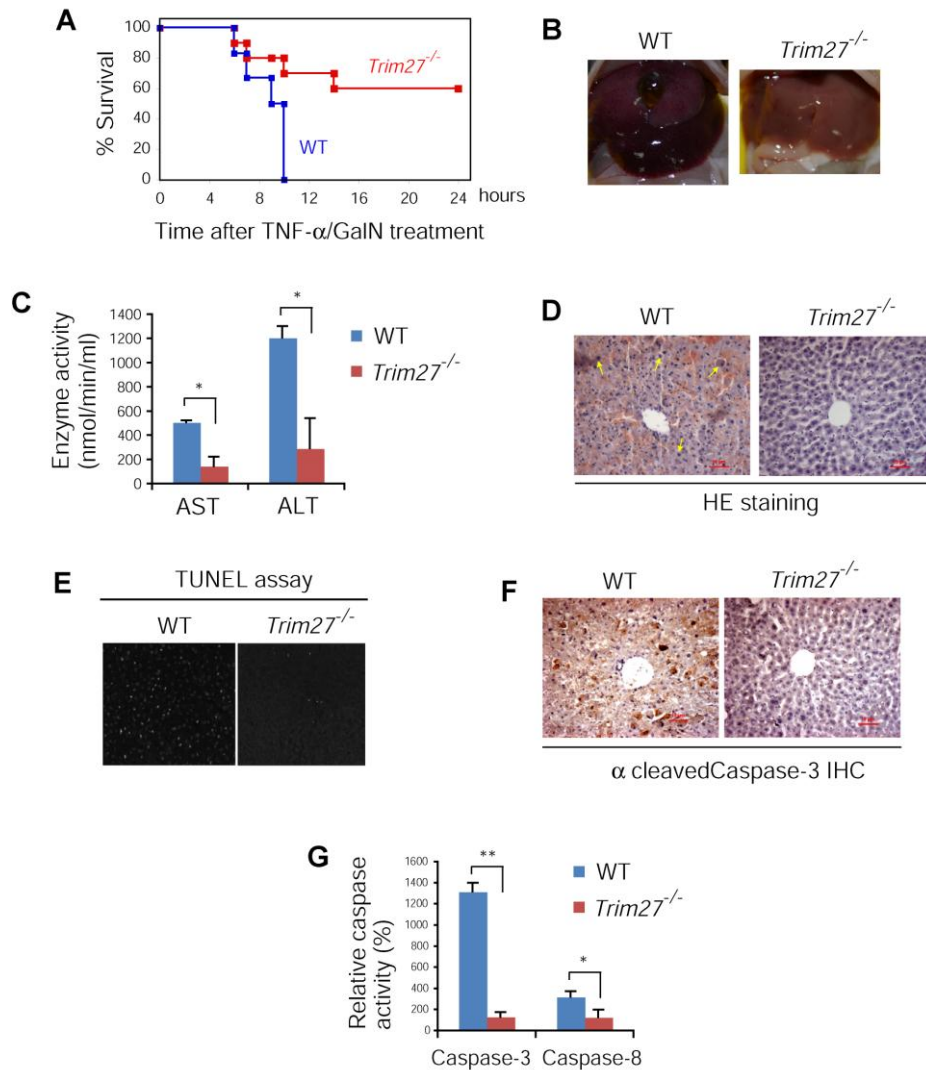 A
% Survival
100
80
60
40
20
0
Trim27-/-
WT
0 4 8 12 16 20 24 hours
Time after TNF-α/GalN treatment
B
WT Trim27-/-
C
Enzyme activity
(nmol/min/ml)
1400
1200
1000
800
600
400
200
0
*
*
WT
Trim27-/-
AST ALT
D
WT Trim27-/-
HE staining
E
TUNEL assay
WT Trim27-/-
F
WT Trim27-/-
α cleavedCaspase-3 IHC
G
Relative caspase
activity (%)
1600
1400
1200
1000
800
600
400
200
0
**
*
WT
Trim27-/-
Caspase-3 Caspase-8